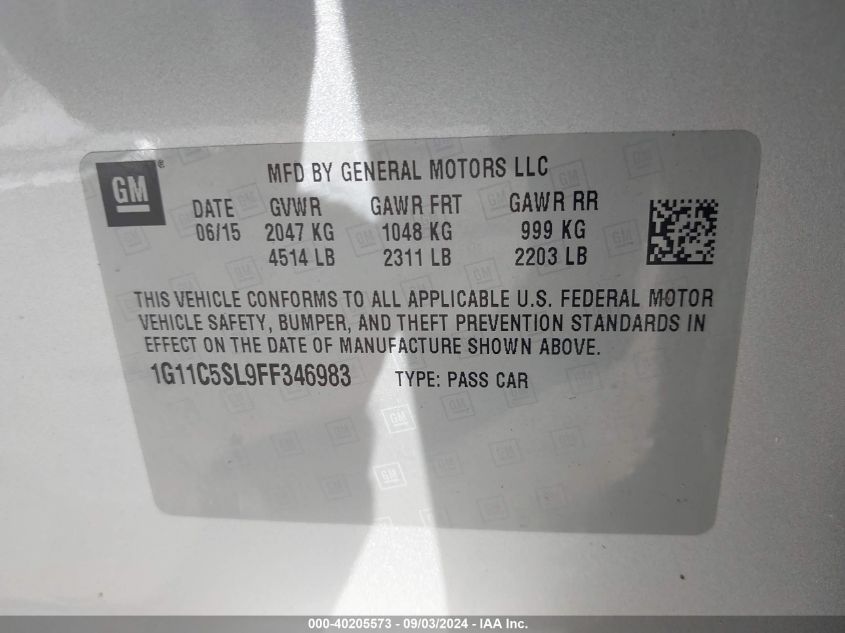 GM®
MFD BY GENERAL MOTORS LLC
DATE GVWR GAWR FRT GAWR RR
06/15 2047 KG 1048 KG 999 KG
4514 LB 2311 LB 2203 LB
THIS VEHICLE CONFORMS TO ALL APPLICABLE U.S. FEDERAL MOTOR
VEHICLE SAFETY, BUMPER, AND THEFT PREVENTION STANDARDS IN
EFFECT ON THE DATE OF MANUFACTURE SHOWN ABOVE.
1G11C5SL9FF346983 TYPE: PASS CAR
000-40205573 - 09/03/2024 - IAA Inc.